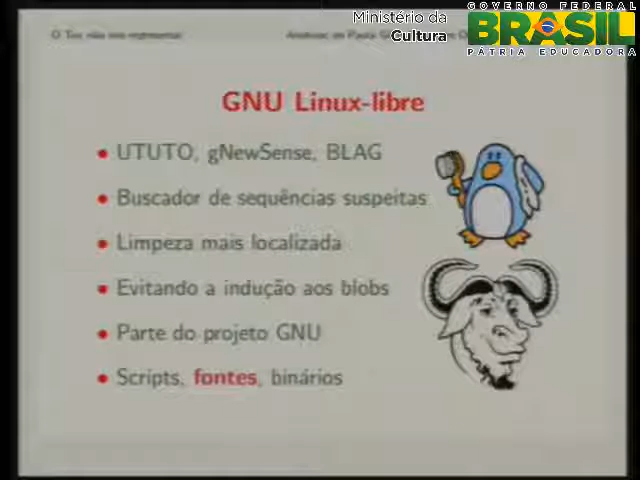 Ministério da
Cultura
GOVERNO FEDERAL
BRASIL
PÁTRIA EDUCADORA
GNU Linux-libre
• UTUTO, gNewSense, BLAG
• Buscador de sequências suspeitas
• Limpeza mais localizada
• Evitando a indução aos blobs
• Parte do projeto GNU
• Scripts, fontes, binários